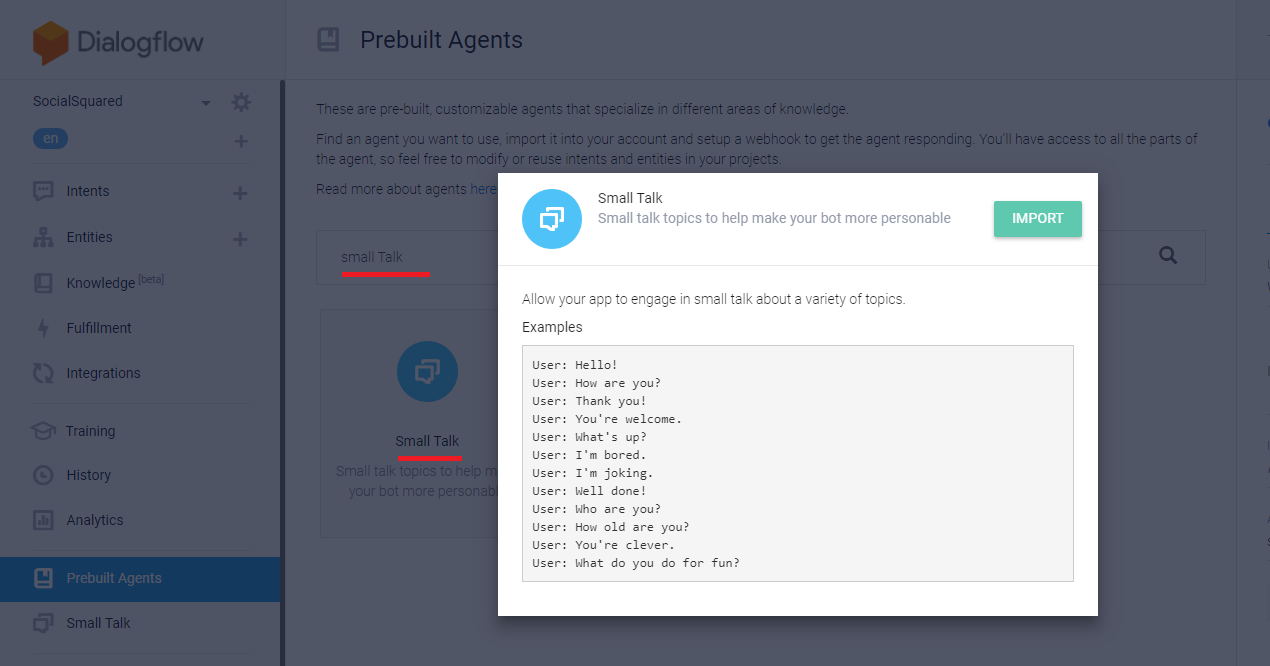 Dialogflow
SocialSquared
en
Intents
Entities
Knowledge [beta]
Fulfillment
Integrations
Training
History
Analytics
Prebuilt Agents
Small Talk
Prebuilt Agents
These are pre-built, customizable agents that specialize in different areas of knowledge.
Find an agent you want to use, import it into your account and setup a webhook to get the agent responding. You'll have access to all the parts of
the agent, so feel free to modify or reuse intents and entities in your projects.
Read more about agents here
small Talk
Small Talk
Small talk topics to help m
your bot more personabl
Small Talk
Small talk topics to help make your bot more personable
IMPORT
Allow your app to engage in small talk about a variety of topics.
Examples
User: Hello!
User: How are you?
User: Thank you!
User: You're welcome.
User: What's up?
User: I'm bored.
User: I'm joking.
User: Well done!
User: Who are you?
User: How old are you?
User: You're clever.
User: What do you do for fun?